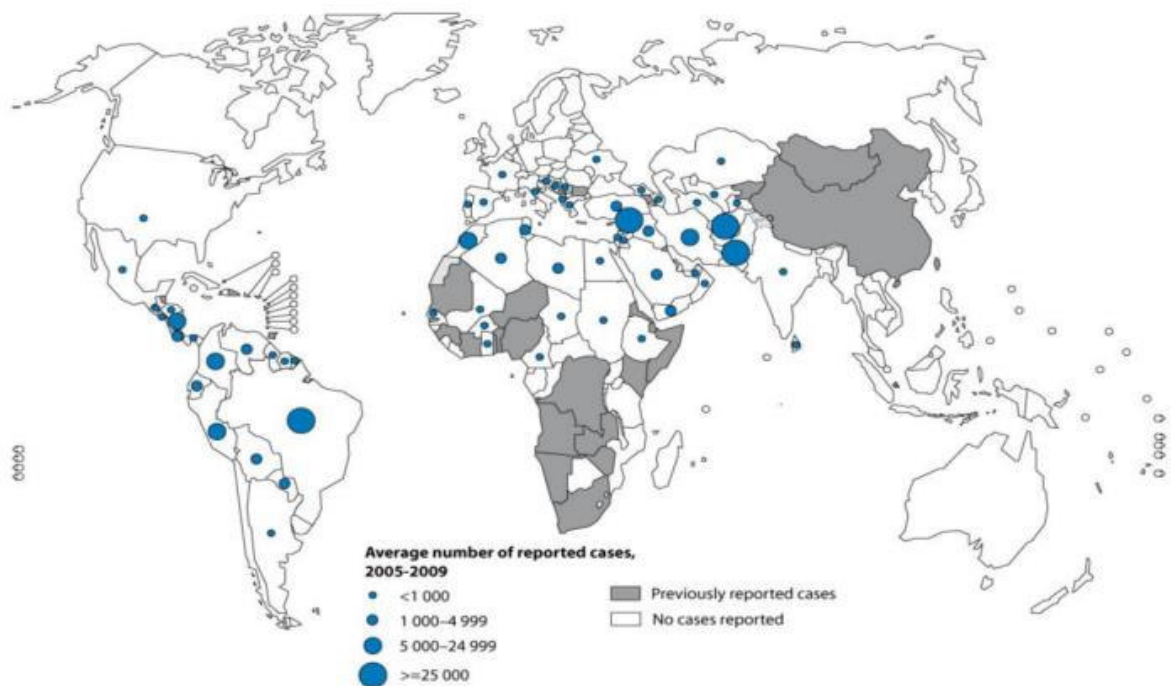 Average number of reported cases,
2005-2009
<1 000
1 000–4 999
5 000–24 999
>=25 000
Previously reported cases
No cases reported